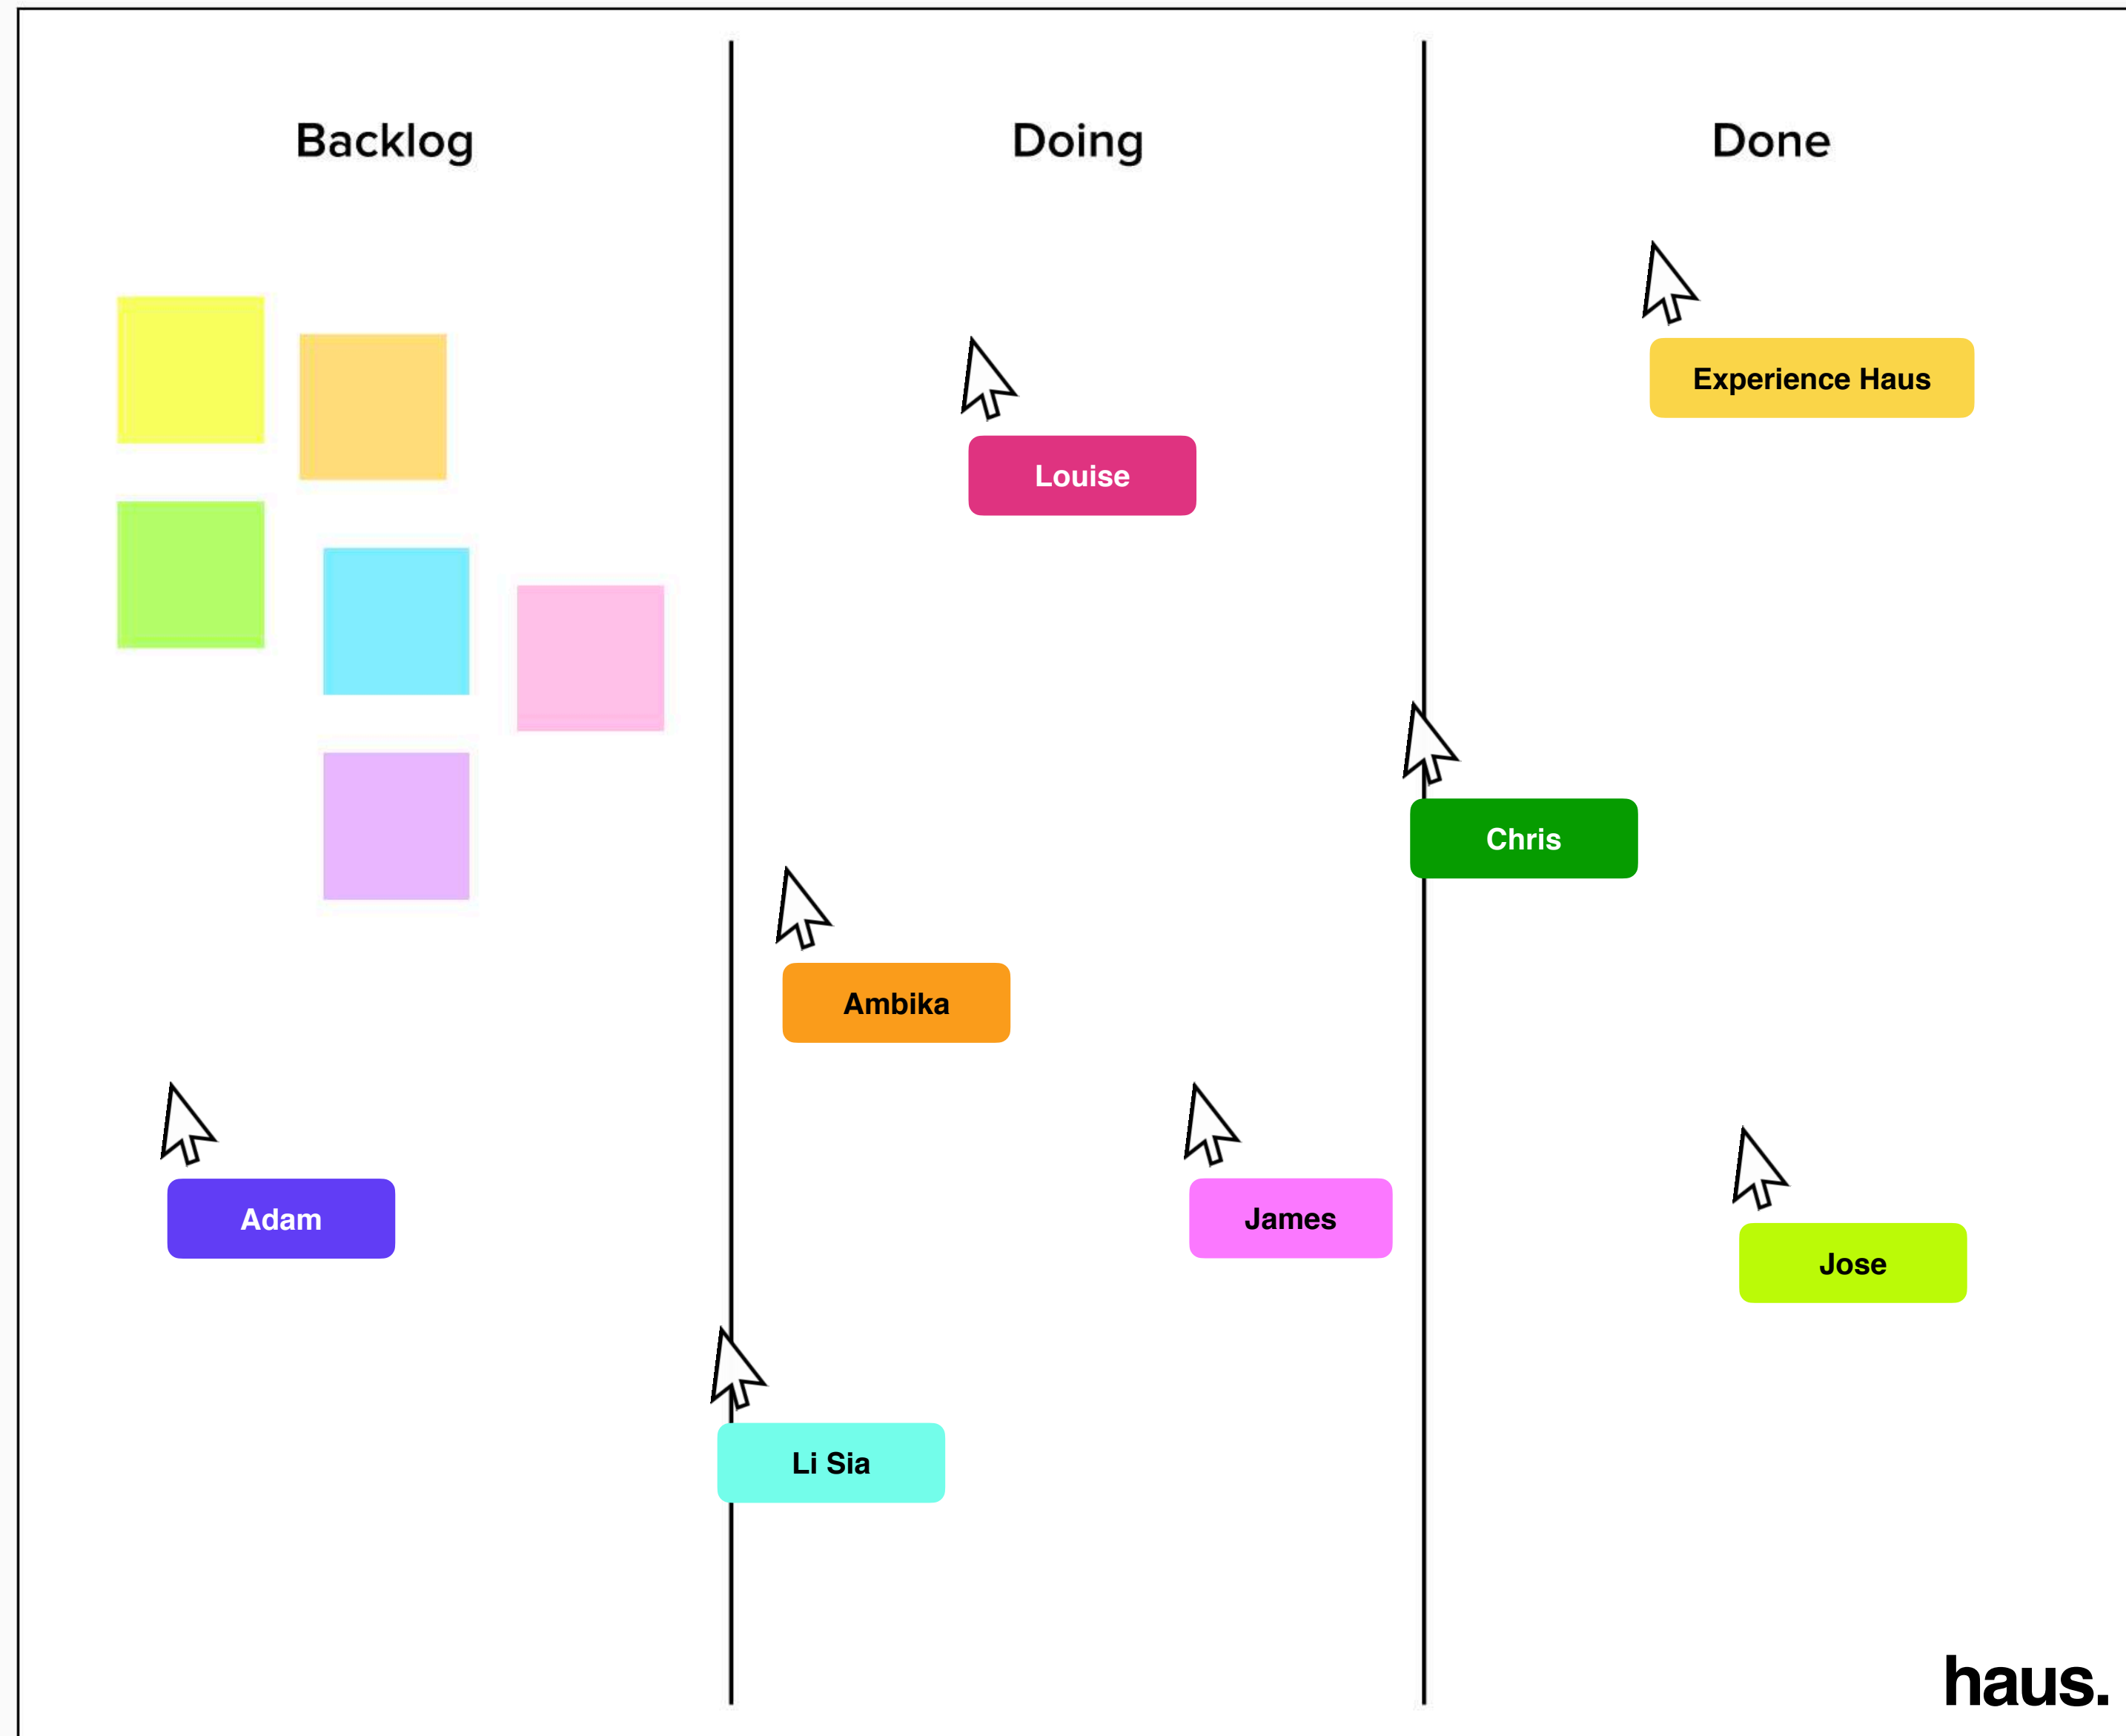 Backlog
Doing
Done
Experience Haus
Louise
Chris
Ambika
Adam
James
Jose
Li Sia
haus.